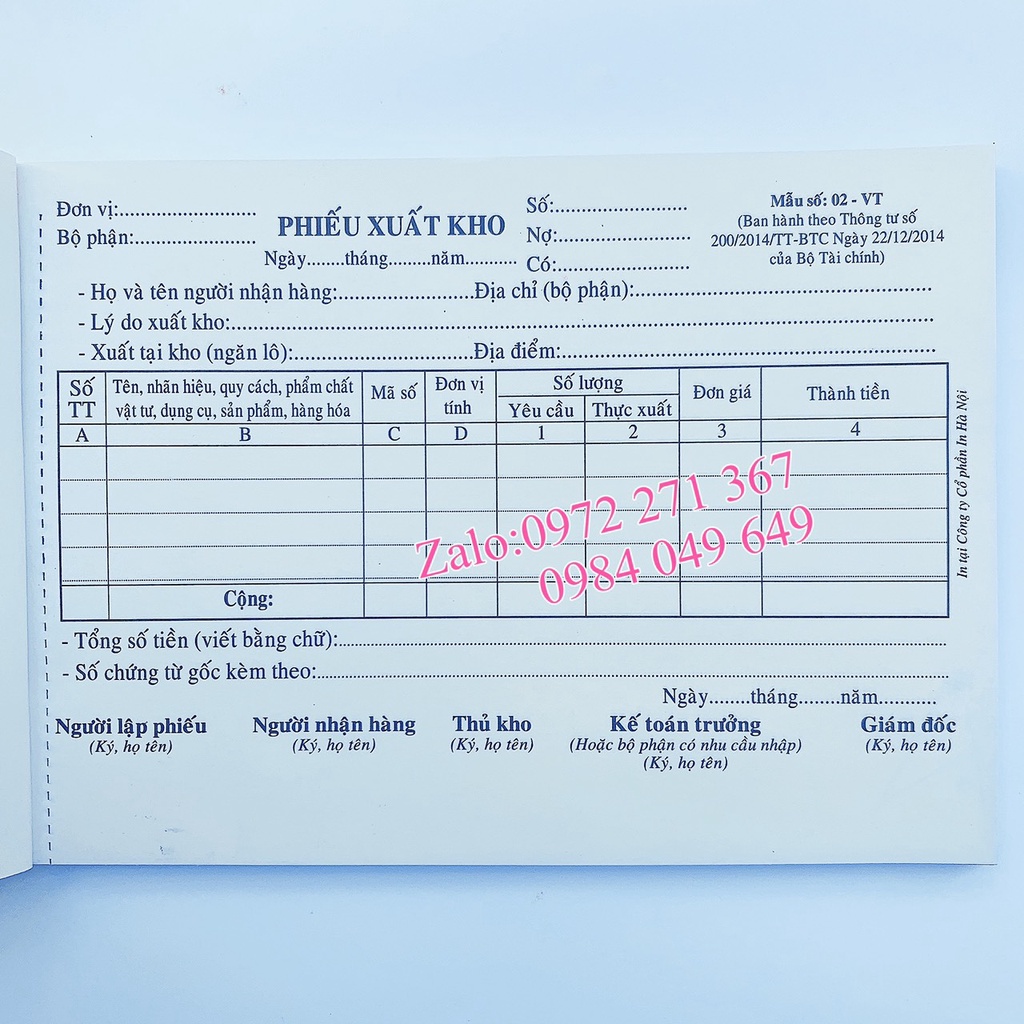 Đơn vị:..........................
Bộ phận:.......................
PHIẾU XUẤT KHO
Ngày........tháng.........năm...........
Số:.........................
Nợ:.........................
Có:.........................
Mẫu số: 02 - VT
(Ban hành theo Thông tư số
200/2014/TT-BTC Ngày 22/12/2014
của Bộ Tài chính)
- Họ và tên người nhận hàng:.........................Địa chỉ (bộ phận):.......................................................
- Lý do xuất kho:.....................................................................................................................
- Xuất tại kho (ngăn lô):.................................Địa điểm:.....................................................................
Số TT
Tên, nhãn hiệu, quy cách, phẩm chất
vật tư, dụng cụ, sản phẩm, hàng hóa
Mã số
Đơn vị
tính
Số lượng
Yêu cầu Thực xuất
Đơn giá
Thành tiền
A B C D 1 2 3 4
Zalo:0972 271 367
0984 049 649
Cộng:
- Tổng số tiền (viết bằng chữ):.....................................................................................................
- Số chứng từ gốc kèm theo:.........................................................................................................
Ngày........tháng........năm...........
Người lập phiếu Người nhận hàng Thủ kho Kế toán trưởng Giám đốc
(Ký, họ tên) (Ký, họ tên) (Ký, họ tên) (Hoặc bộ phận có nhu cầu nhập) (Ký, họ tên)
(Ký, họ tên)
In tại Công ty Cổ phần In Hà Nội